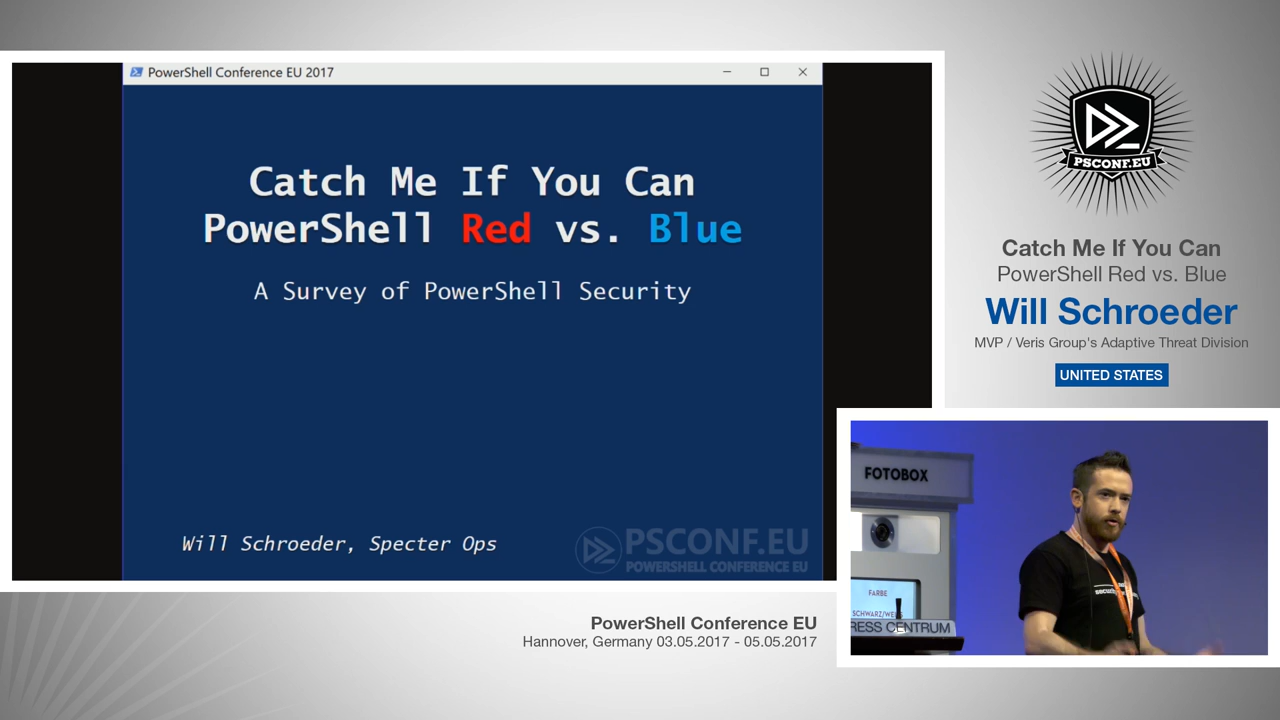 PowerShell Conference EU 2017
Catch Me If You Can
PowerShell Red vs. Blue
A Survey of PowerShell Security
Will Schroeder, Specter Ops
PSCONF.EU
POWERSHELL CONFERENCE EU
PSCONF.EU
Catch Me If You Can
PowerShell Red vs. Blue
Will Schroeder
MVP / Veris Group's Adaptive Threat Division
UNITED STATES
FOTOBOX
FARBE
RESS CENTRUM
PowerShell Conference EU
Hannover, Germany 03.05.2017 - 05.05.2017